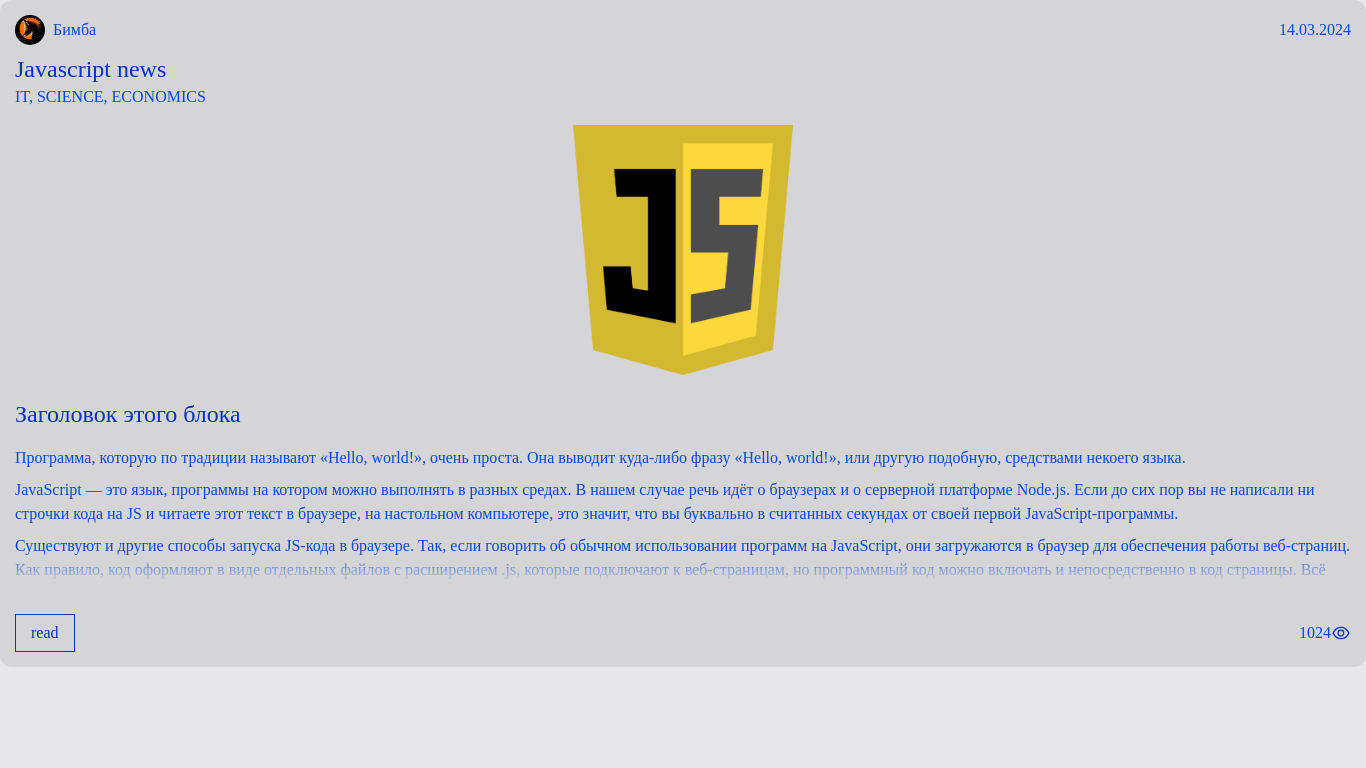 Бимба
14.03.2024
Javascript news
IT, SCIENCE, ECONOMICS
JS
Заголовок этого блока
Программа, которую по традиции называют «Hello, world!», очень проста. Она выводит куда-либо фразу «Hello, world!», или другую подобную, средствами некоего языка.
JavaScript — это язык, программы на котором можно выполнять в разных средах. В нашем случае речь идёт о браузерах и о серверной платформе Node.js. Если до сих пор вы не написали ни
строчки кода на JS и читаете этот текст в браузере, на настольном компьютере, это значит, что вы буквально в считанных секундах от своей первой JavaScript-программы.
Существуют и другие способы запуска JS-кода в браузере. Так, если говорить об обычном использовании программ на JavaScript, они загружаются в браузер для обеспечения работы веб-страниц.
Как правило, код оформляют в виде отдельных файлов с расширением .js, которые подключают к веб-страницам, но программный код можно включать и непосредственно в код страницы. Всё
read
1024